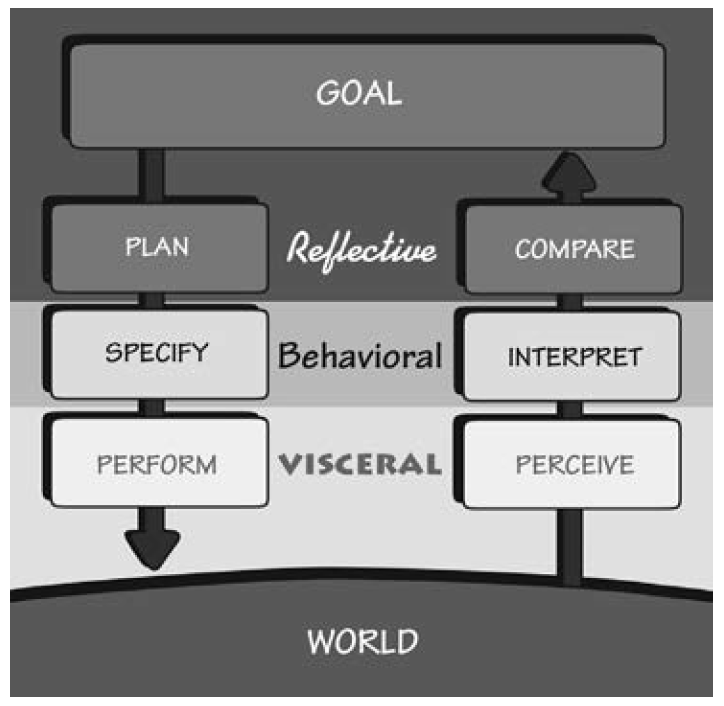 GOAL
PLAN
Reflective
COMPARE
SPECIFY
Behavioral
INTERPRET
PERFORM
VISCERAL
PERCEIVE
WORLD